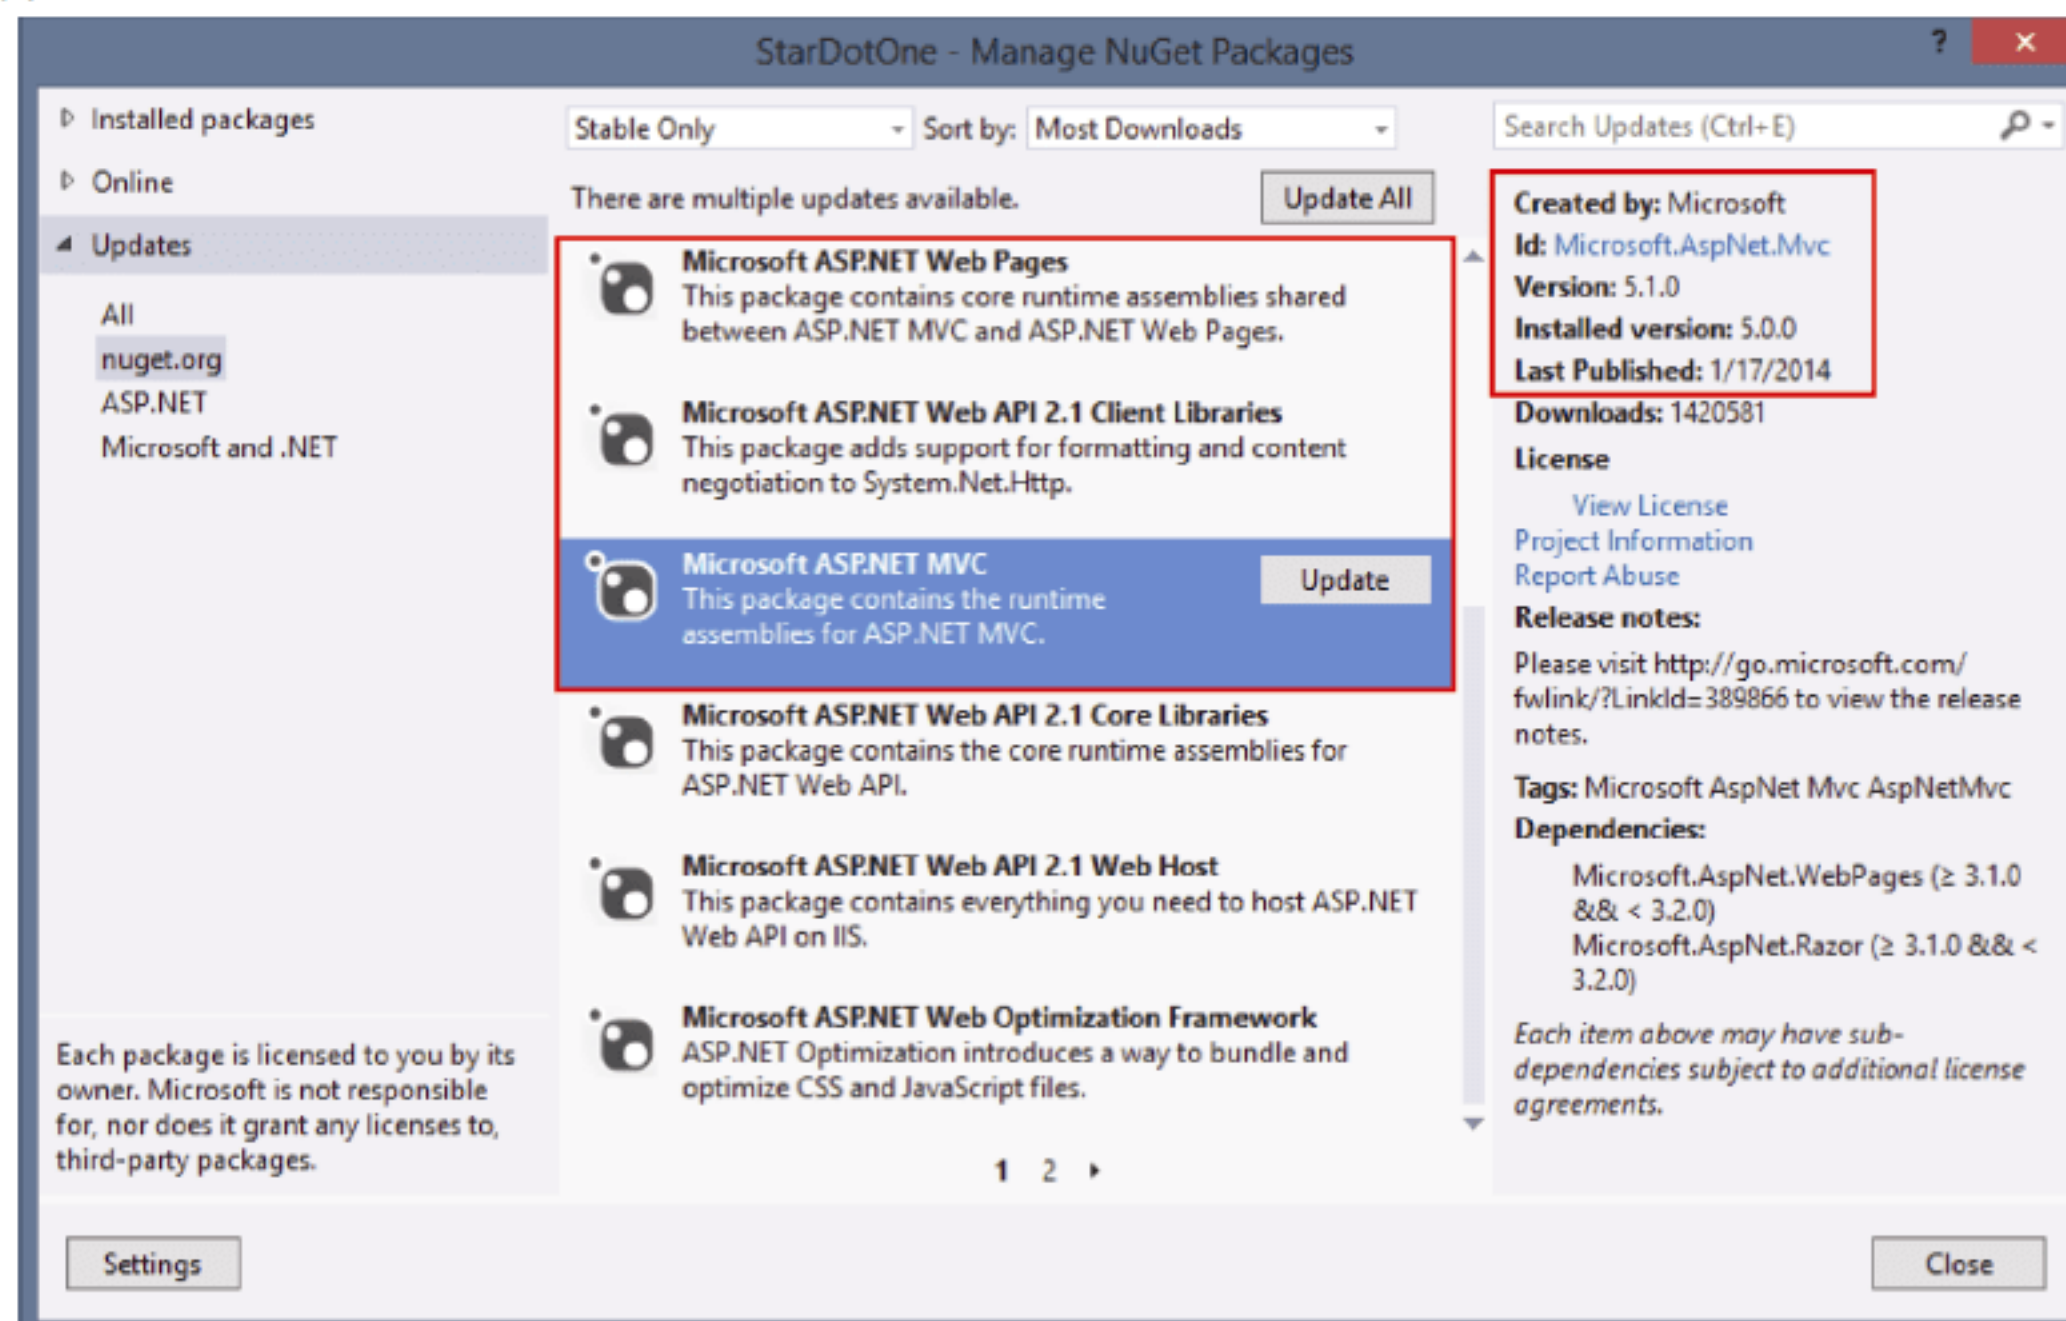 StarDotOne - Manage NuGet Packages
?
Installed packages
Online
Updates
All
nuget.org
ASP.NET
Microsoft and .NET
Each package is licensed to you by its
owner. Microsoft is not responsible
for, nor does it grant any licenses to,
third-party packages.
Settings
Stable Only
Sort by: Most Downloads
There are multiple updates available.
Update All
Microsoft ASP.NET Web Pages
This package contains core runtime assemblies shared
between ASP.NET MVC and ASP.NET Web Pages.
Microsoft ASP.NET Web API 2.1 Client Libraries
This package adds support for formatting and content
negotiation to System.Net.Http.
Microsoft ASP.NET MVC
This package contains the runtime
assemblies for ASP.NET MVC.
Update
Microsoft ASP.NET Web API 2.1 Core Libraries
This package contains the core runtime assemblies for
ASP.NET Web API.
Microsoft ASP.NET Web API 2.1 Web Host
This package contains everything you need to host ASP.NET
Web API on IIS.
Microsoft ASP.NET Web Optimization Framework
ASP.NET Optimization introduces a way to bundle and
optimize CSS and JavaScript files.
1 2
Search Updates (Ctrl+E)
Created by: Microsoft
Id: Microsoft.AspNet.Mvc
Version: 5.1.0
Installed version: 5.0.0
Last Published: 1/17/2014
Downloads: 1420581
License
View License
Project Information
Report Abuse
Release notes:
Please visit http://go.microsoft.com/
fwlink/?LinkId=389866 to view the release
notes.
Tags: Microsoft AspNet Mvc AspNetMvc
Dependencies:
Microsoft.AspNet.WebPages (≥ 3.1.0
&& < 3.2.0)
Microsoft.AspNet.Razor (≥ 3.1.0 && <
3.2.0)
Each item above may have sub-
dependencies subject to additional license
agreements.
Close